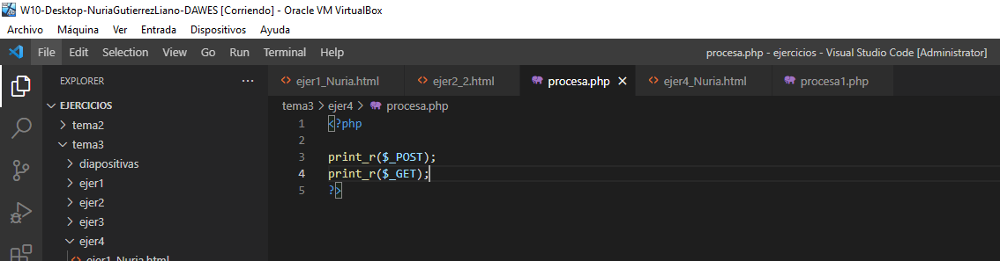 W10-Desktop-NuriaGutierrezLiano-DAWES [Corriendo] - Oracle VM VirtualBox
Archivo Máquina Ver Entrada Dispositivos Ayuda
File Edit Selection View Go Run Terminal Help procesa.php - ejercicios - Visual Studio Code [Administrator]
EXPLORER ... ejer1_Nuria.html ejer2_2.html procesa.php ejer4_Nuria.html procesa1.php
EJERCICIOS tema3 > ejer4 > procesa.php
tema2
tema3
diapositivas
ejer1
ejer2
ejer3
ejer4
ejer1_Nuria.html
1 <?php
2
3 print_r($_POST);
4 print_r($_GET);
5 ?>